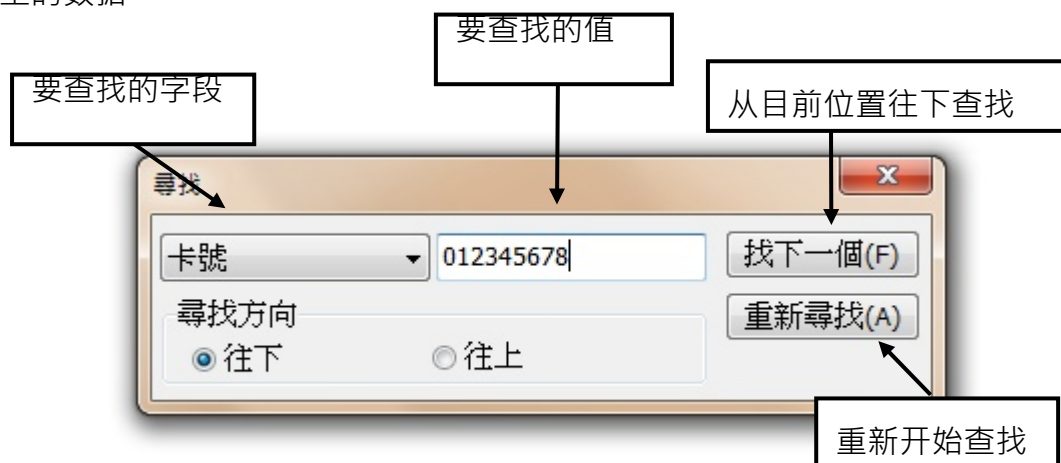 要查找的值
要查找的字段
从目前位置往下查找
尋找
卡號
012345678
找下一個(F)
尋找方向
重新尋找(A)
往下
往上
重新开始查找